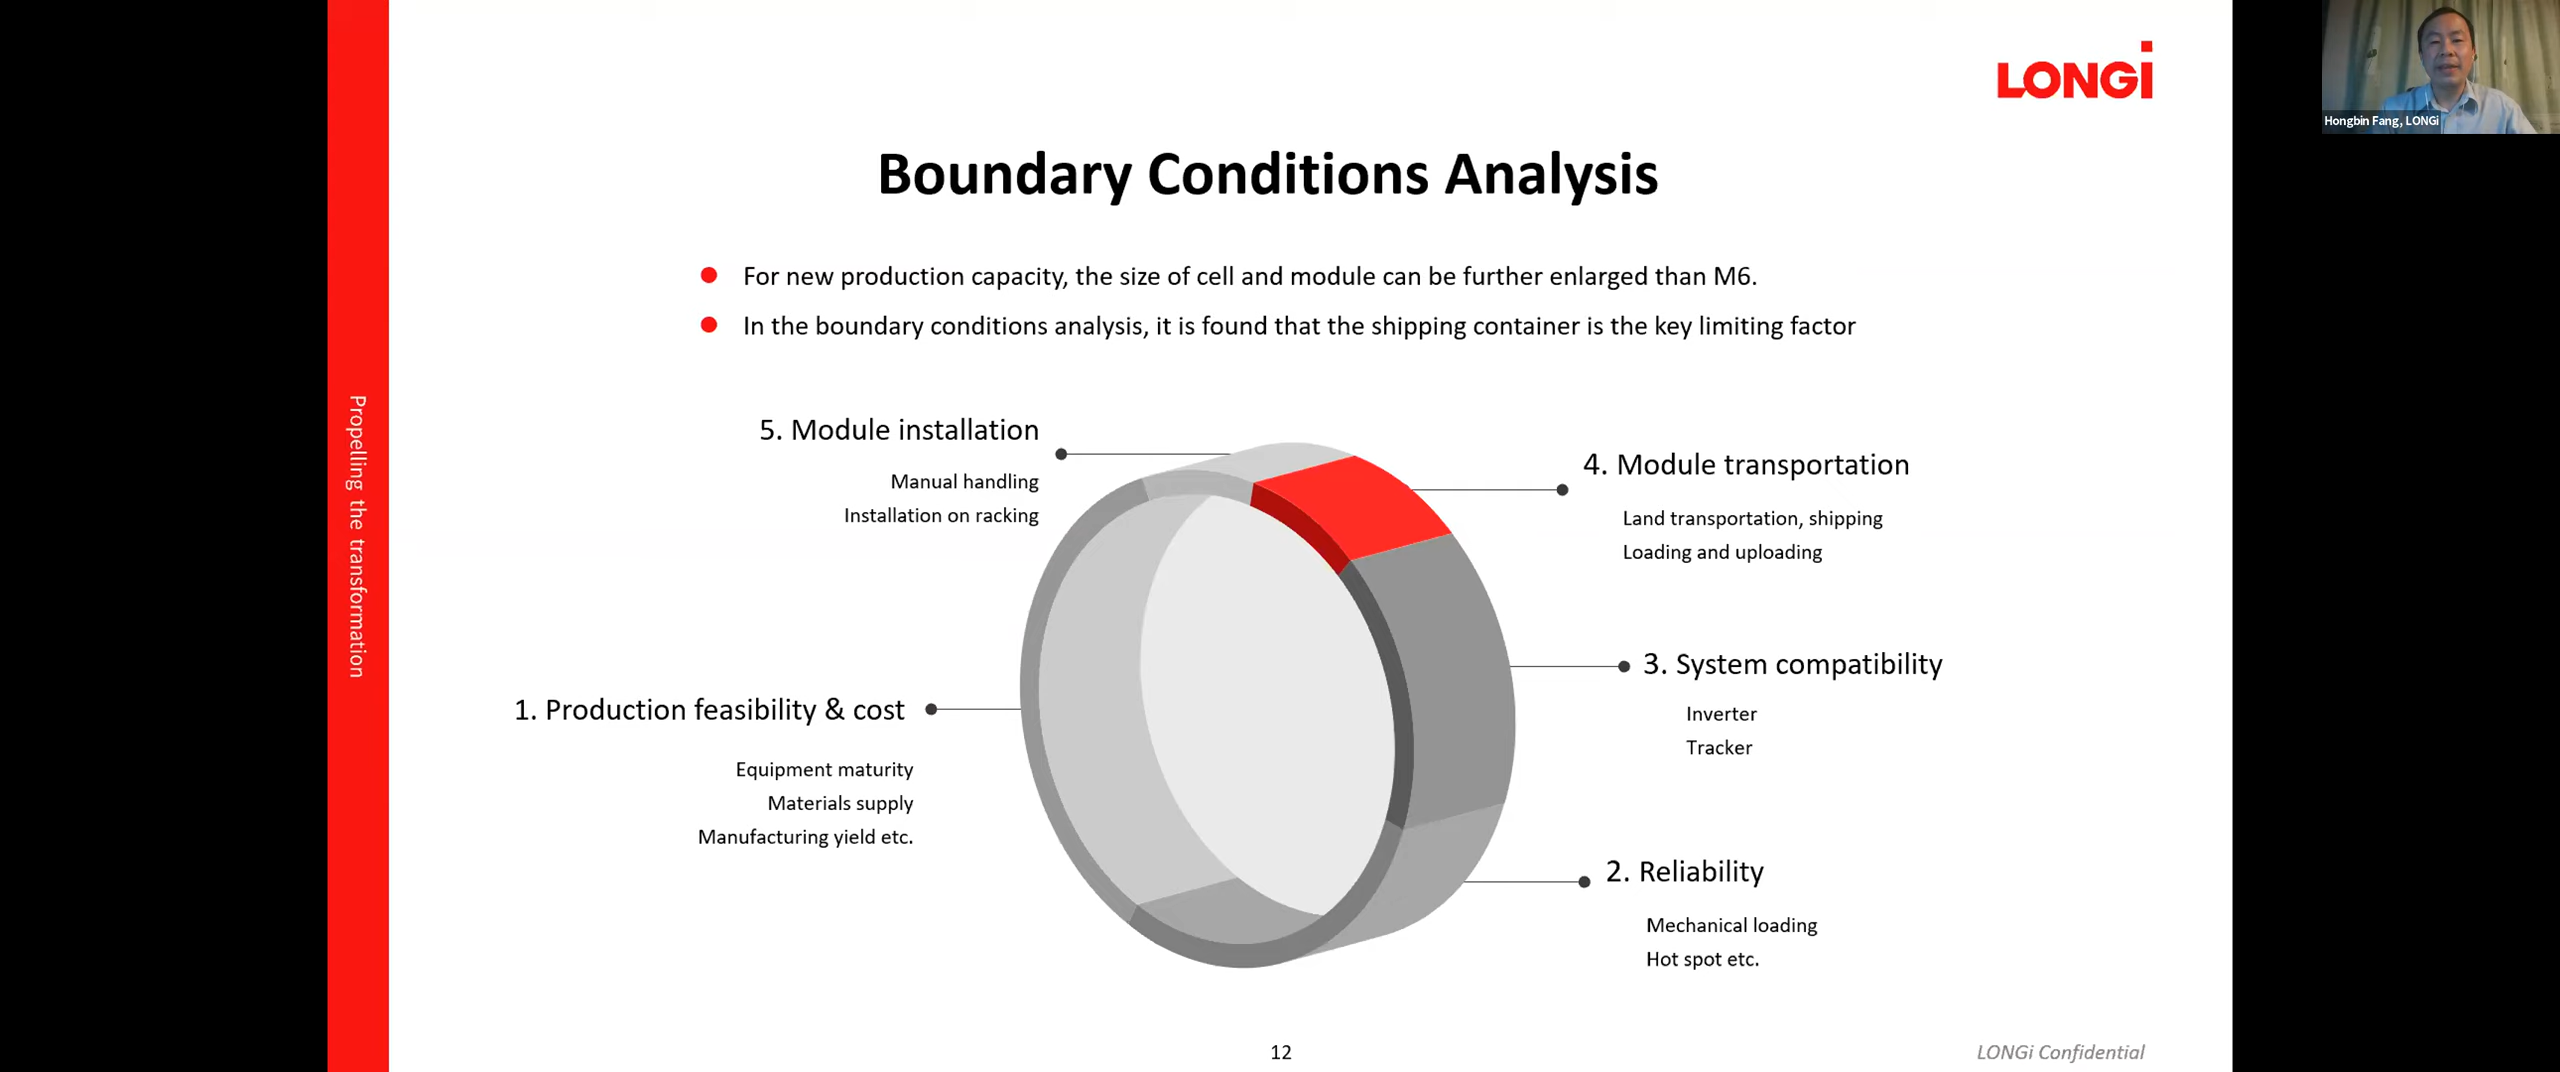 LONGi
Hongbin Fang, LONGi
Propelling the transformation
Boundary Conditions Analysis
For new production capacity, the size of cell and module can be further enlarged than M6.
In the boundary conditions analysis, it is found that the shipping container is the key limiting factor
5. Module installation
Manual handling
Installation on racking
4. Module transportation
Land transportation, shipping
Loading and uploading
3. System compatibility
Inverter
Tracker
1. Production feasibility & cost
Equipment maturity
Materials supply
Manufacturing yield etc.
2. Reliability
Mechanical loading
Hot spot etc.
12
LONGi Confidential